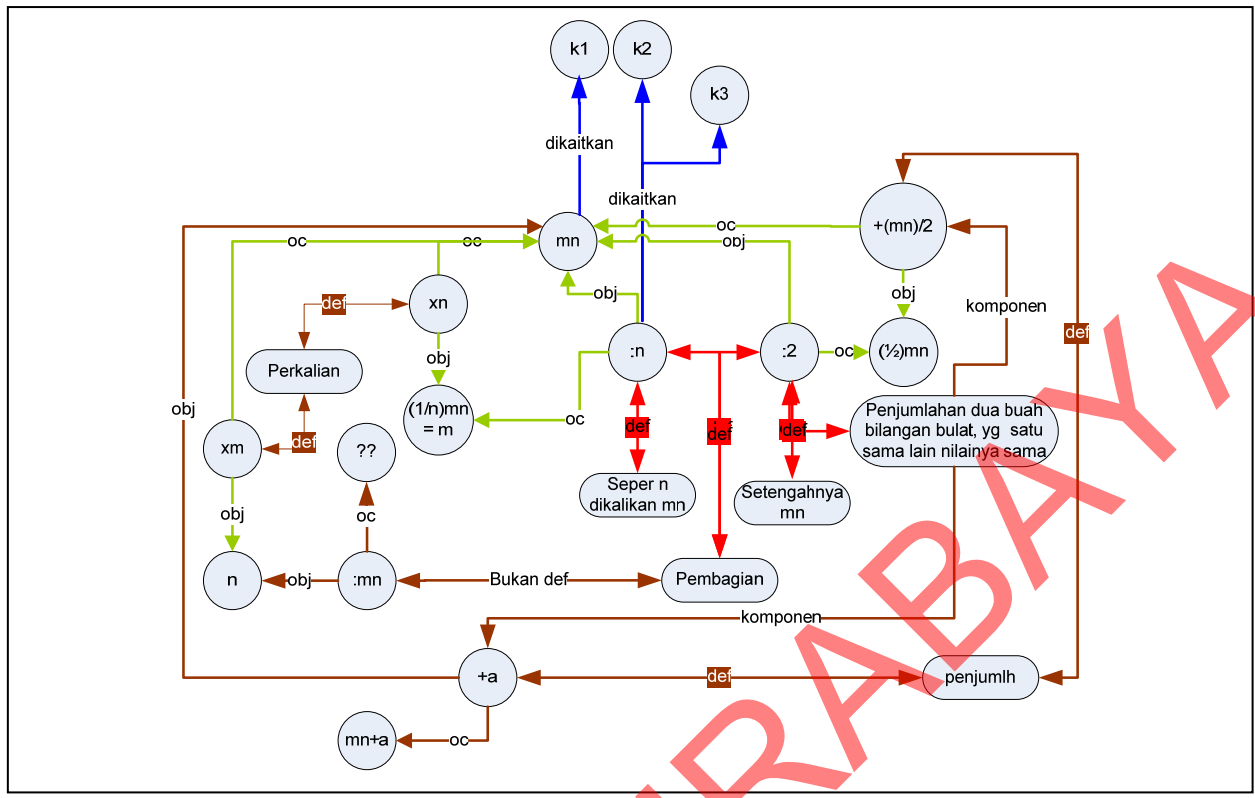 k1
k2
k3
dikaitkan
dikaitkan
+(mn)/2
oc
mn
oc
oc
obj
obj
obj
komponen
def
xn
def
:n
:2
oc
(½)mn
obj
Perkalian
obj
(1/n)mn
= m
oc
Penjumlahan dua buah
bilangan bulat, yg satu
sama lain nilainya sama
def
def
def
xm
def
??
Seper n
dikalikan mn
Setengahnya
mn
obj
oc
n
obj
:mn
Bukan def
Pembagian
komponen
+a
def
penjumlh
mn+a
oc
RABAYA